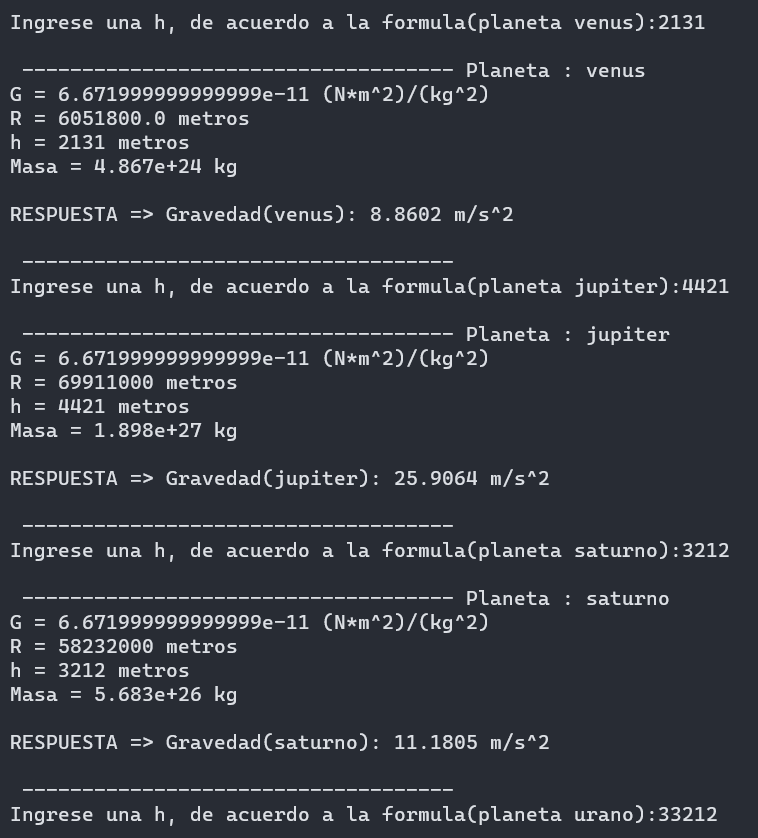 Ingrese una h, de acuerdo a la formula(planeta venus):2131
------------------------------------ Planeta : venus
G = 6.671999999999999e-11 (N*m^2)/(kg^2)
R = 6051800.0 metros
h = 2131 metros
Masa = 4.867e+24 kg
RESPUESTA => Gravedad(venus): 8.8602 m/s^2
------------------------------------
Ingrese una h, de acuerdo a la formula(planeta jupiter):4421
------------------------------------ Planeta : jupiter
G = 6.671999999999999e-11 (N*m^2)/(kg^2)
R = 69911000 metros
h = 4421 metros
Masa = 1.898e+27 kg
RESPUESTA => Gravedad(jupiter): 25.9064 m/s^2
------------------------------------
Ingrese una h, de acuerdo a la formula(planeta saturno):3212
------------------------------------ Planeta : saturno
G = 6.671999999999999e-11 (N*m^2)/(kg^2)
R = 58232000 metros
h = 3212 metros
Masa = 5.683e+26 kg
RESPUESTA => Gravedad(saturno): 11.1805 m/s^2
------------------------------------
Ingrese una h, de acuerdo a la formula(planeta urano):33212